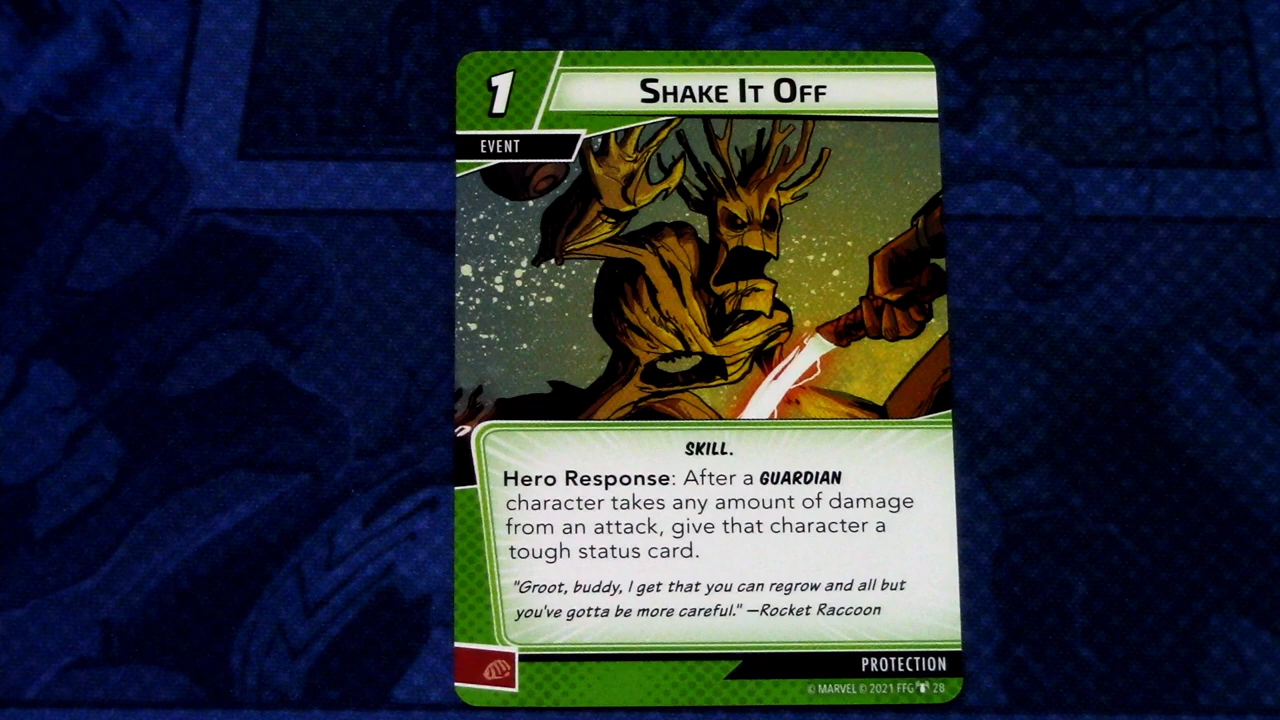 1
SHAKE IT OFF
EVENT
SKILL.
Hero Response: After a GUARDIAN
character takes any amount of damage
from an attack, give that character a
tough status card.
"Groot, buddy, I get that you can regrow and all but
you've gotta be more careful." —Rocket Raccoon
PROTECTION
© MARVEL © 2021 FFG 28